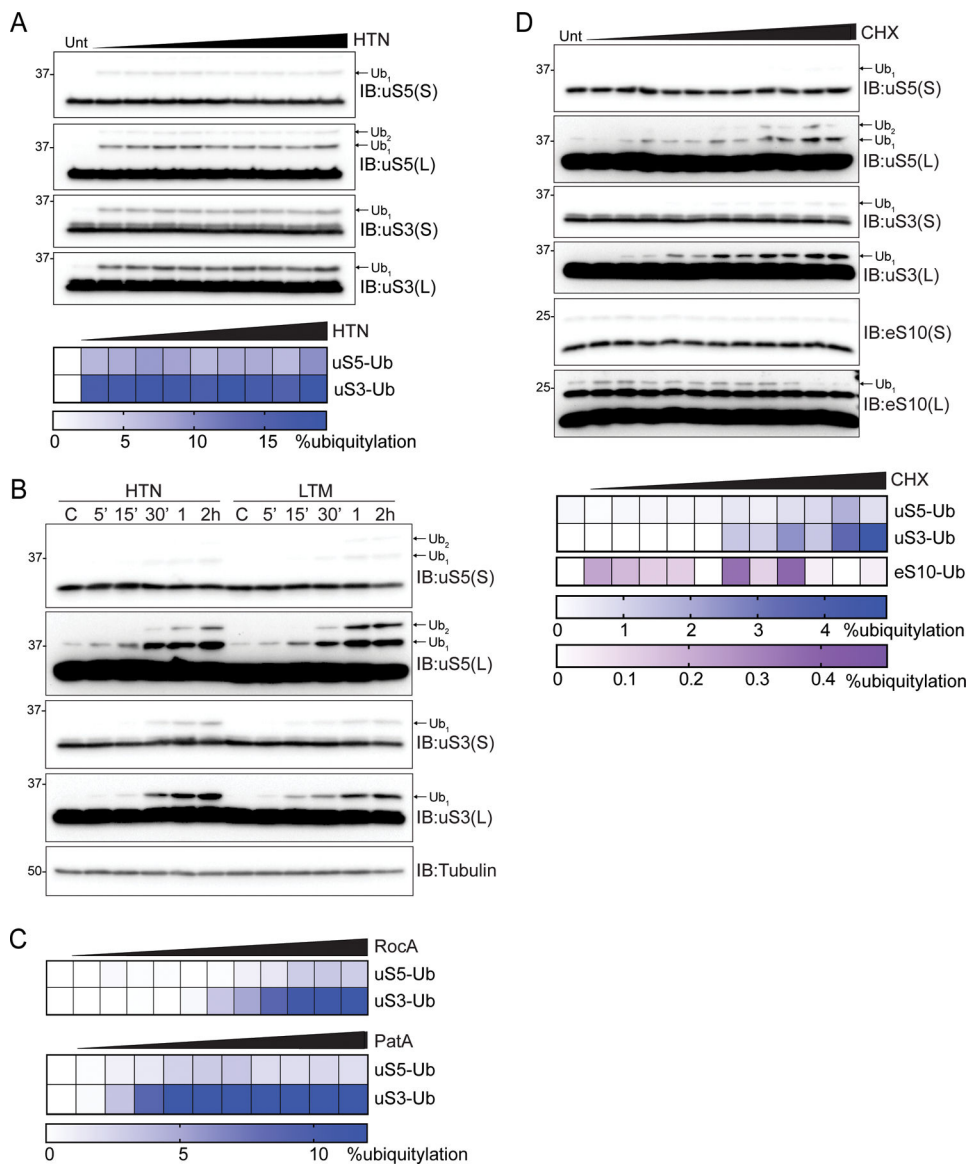 A
Unt HTN
37
Ub1
IB:uS5(S)
Ub2
37
Ub1
IB:uS5(L)
37
Ub1
IB:uS3(S)
37
Ub1
IB:uS3(L)
HTN
uS5-Ub
uS3-Ub
0 5 10 15 %ubiquitylation
B
HTN LTM
C 5' 15' 30' 1 2h C 5' 15' 30' 1 2h
Ub2
37
Ub1
IB:uS5(S)
Ub2
37
Ub1
IB:uS5(L)
37
Ub1
IB:uS3(S)
37
Ub1
IB:uS3(L)
50
IB:Tubulin
C
RocA
uS5-Ub
uS3-Ub
PatA
uS5-Ub
uS3-Ub
0 5 10 %ubiquitylation
D
Unt CHX
37
Ub1
IB:uS5(S)
Ub2
37
Ub1
IB:uS5(L)
37
Ub1
IB:uS3(S)
37
Ub1
IB:uS3(L)
25
IB:eS10(S)
25
Ub1
IB:eS10(L)
CHX
uS5-Ub
uS3-Ub
eS10-Ub
0 1 2 3 4 %ubiquitylation
0 0.1 0.2 0.3 0.4
%ubiquitylation